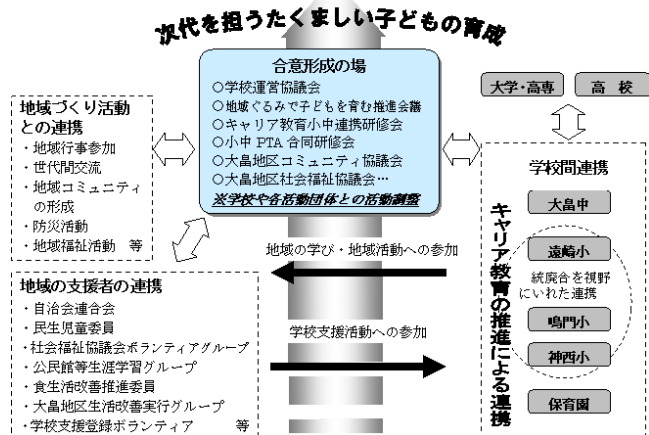 次代を担うたくましい子どもの育成
合意形成の場
○学校運営協議会
○地域ぐるみで子どもを育む推進会議
○キャリア教育小中連携研修会
○小中 PTA 合同研修会
○大畠地区コミュニティ協議会
○大畠地区社会福祉協議会…
※学校や各活動団体との活動調整
地域づくり活動
との連携
・地域行事参加
・世代間交流
・地域コミュニティ
の形成
・防災活動
・地域福祉活動 等
地域の支援者の連携
・自治会連合会
・民生児童委員
・社会福祉協議会ボランティアグループ
・公民館等生涯学習グループ
・食生活改善推進委員
・大畠地区生活改善実行グループ
・学校支援登録ボランティア 等
地域の学び・地域活動への参加
学校支援活動への参加
大学・高専
高 校
学校間連携
キャリア教育の推進による連携
大畠中
遠崎小
統廃合を視野
にいれた連携
鳴門小
神西小
保育園